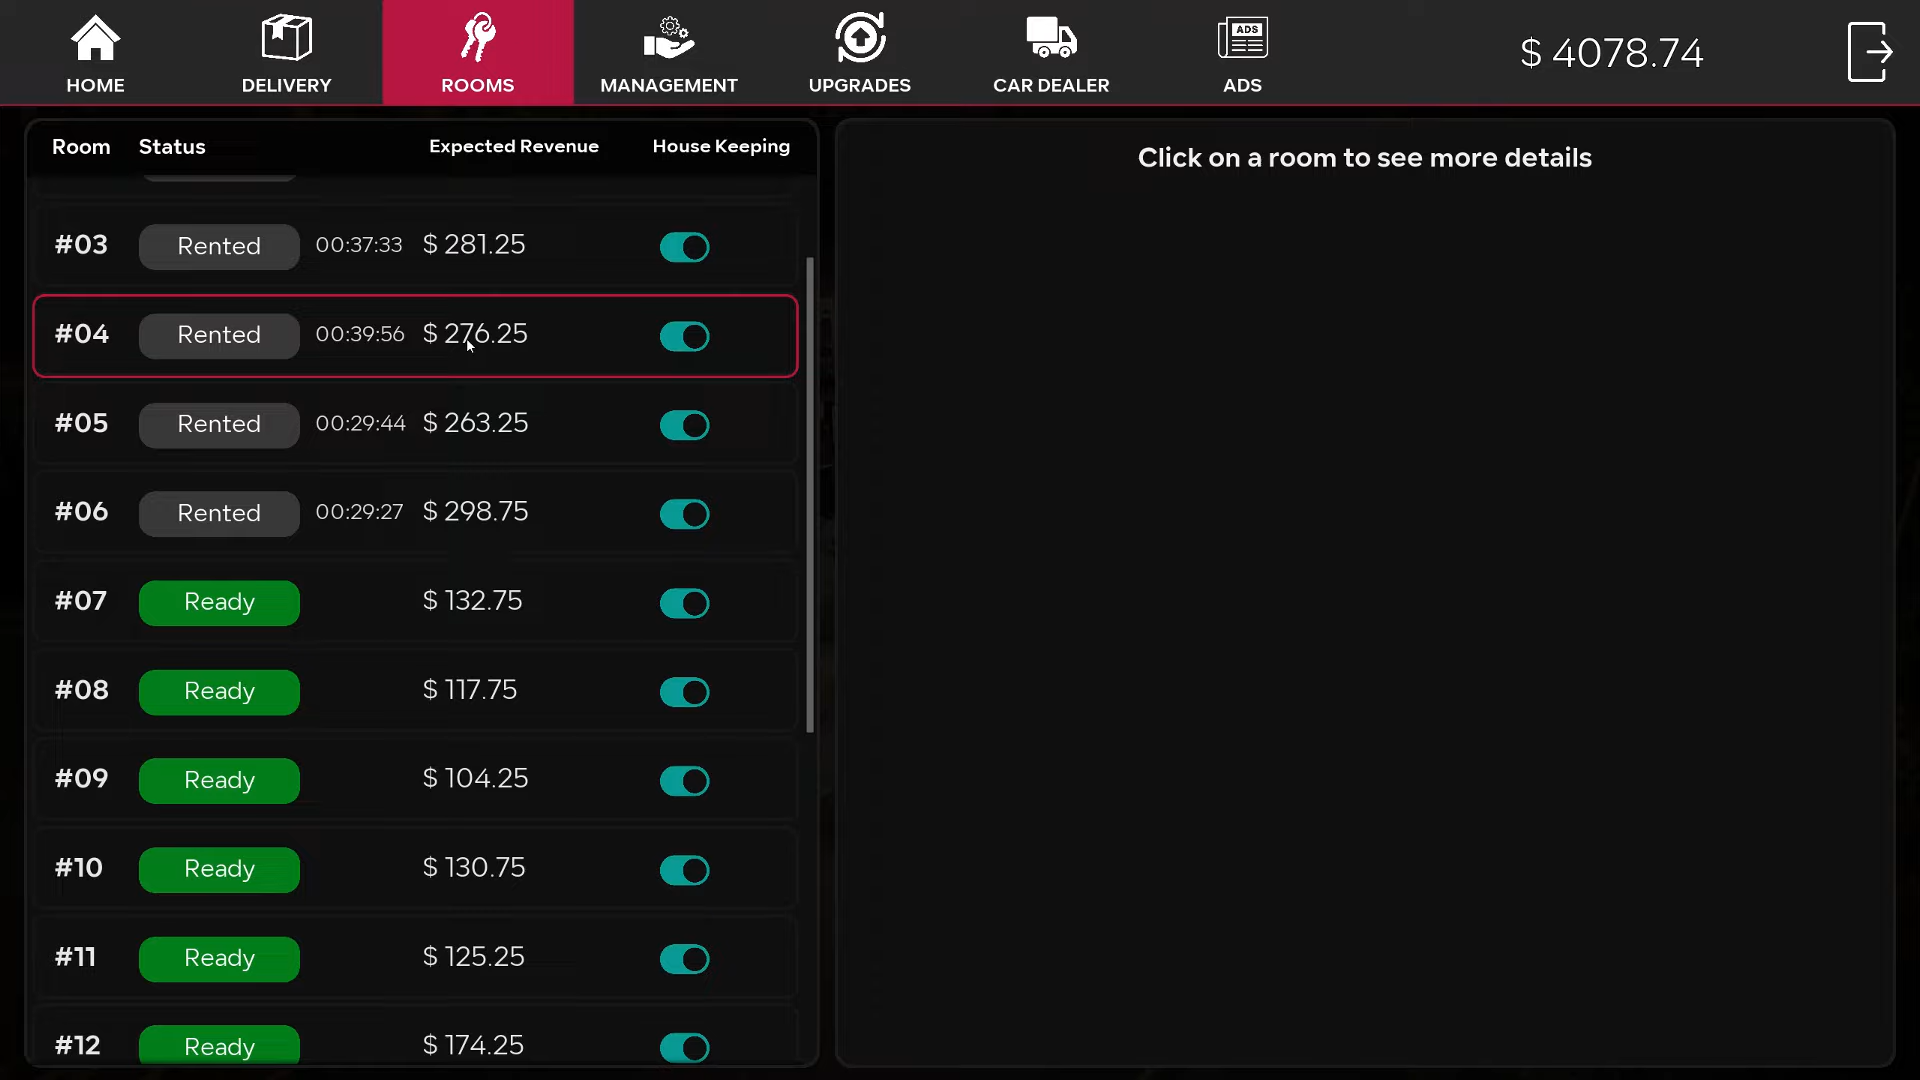 HOME DELIVERY ROOMS MANAGEMENT UPGRADES CAR DEALER ADS ADS $ 4078.74
Room Status Expected Revenue House Keeping
Click on a room to see more details
#03 Rented 00:37:33 $ 281.25
#04 Rented 00:39:56 $ 276.25
#05 Rented 00:29:44 $ 263.25
#06 Rented 00:29:27 $ 298.75
#07 Ready $ 132.75
#08 Ready $ 117.75
#09 Ready $ 104.25
#10 Ready $ 130.75
#11 Ready $ 125.25
#12 Ready $ 174.25